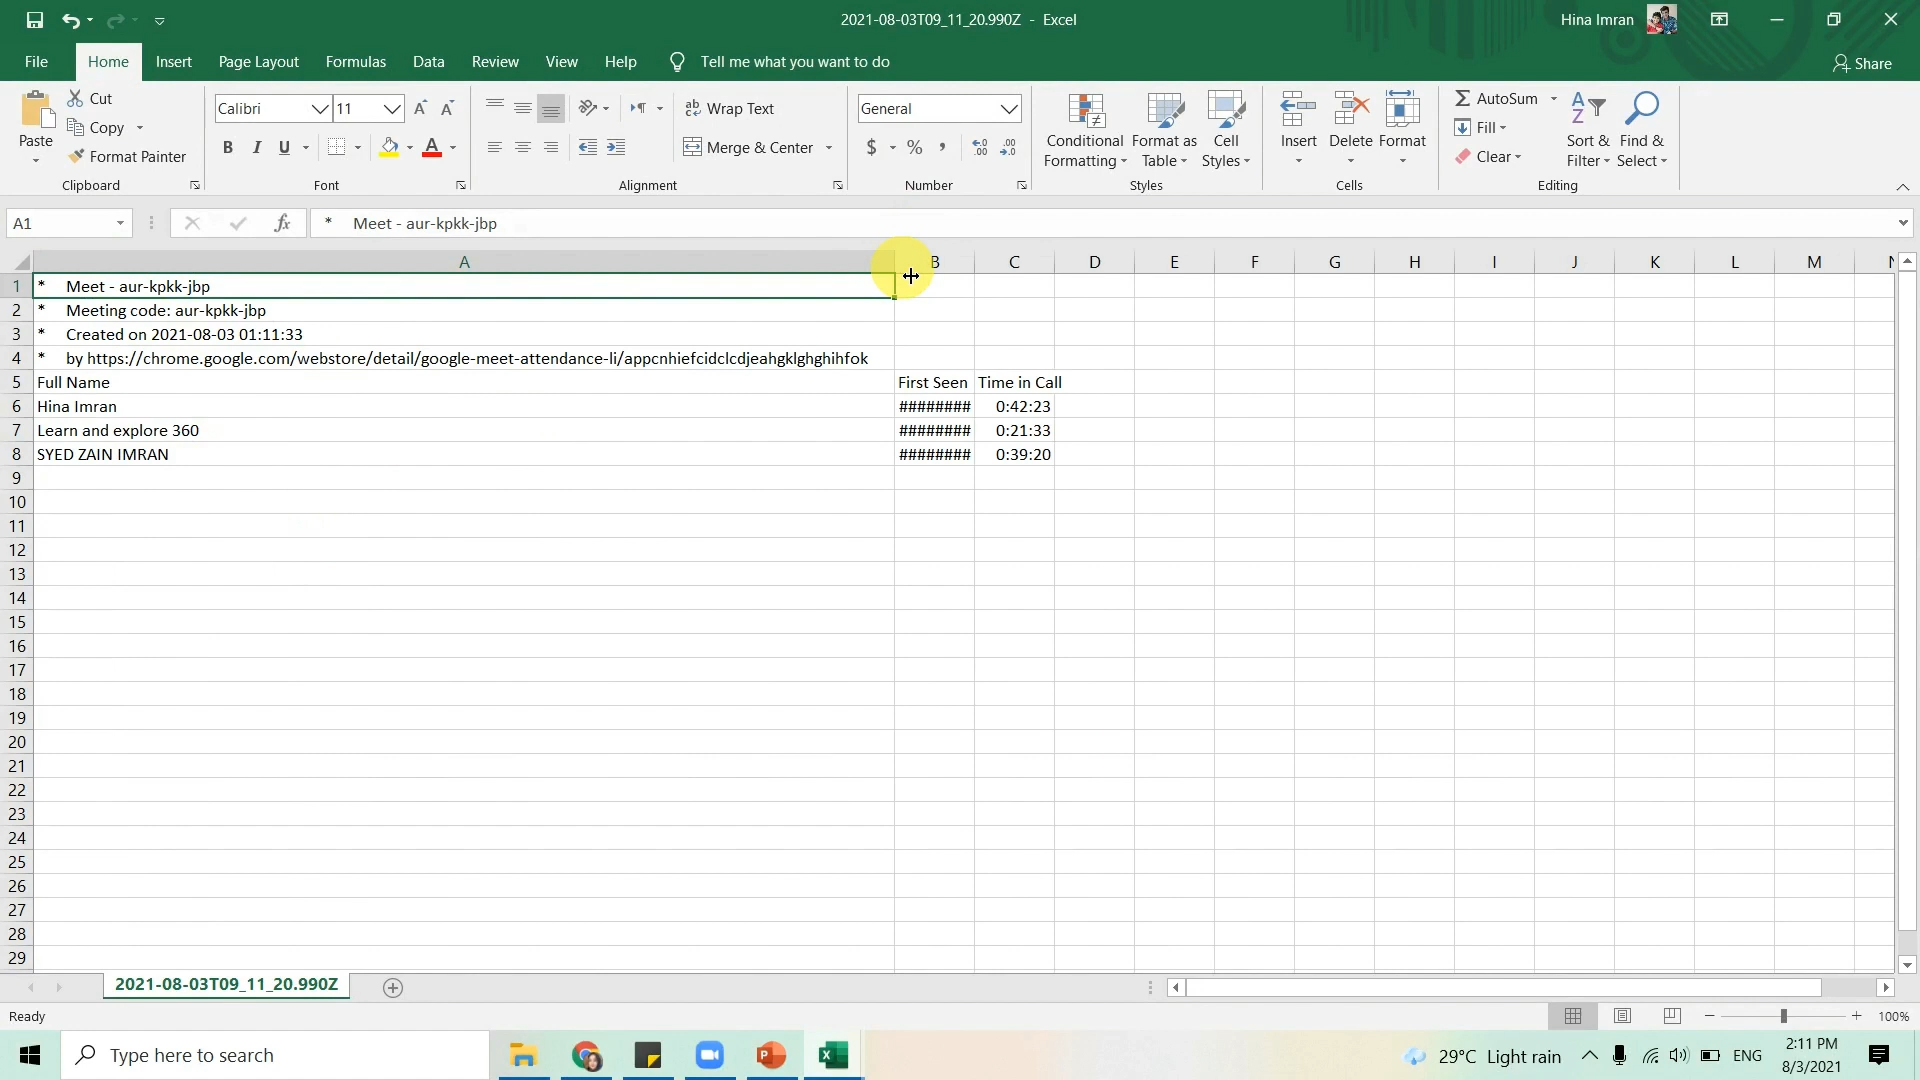 2021-08-03T09_11_20.990Z - Excel
Hina Imran
File Home Insert Page Layout Formulas Data Review View Help Tell me what you want to do Share
Paste
Cut
Copy
Format Painter
Clipboard
Calibri 11
B I U
Font
Wrap Text
Merge & Center
Alignment
General
$ % ,
Number
Conditional Formatting
Format as Table
Cell Styles
Styles
Insert Delete Format
Cells
AutoSum
Fill
Clear
Sort & Filter
Find & Select
Editing
A1 fx * Meet - aur-kpkk-jbp
A B C D E F G H I J K L M
1 * Meet - aur-kpkk-jbp
2 * Meeting code: aur-kpkk-jbp
3 * Created on 2021-08-03 01:11:33
4 * by https://chrome.google.com/webstore/detail/google-meet-attendance-li/appcnhiefcidclcdjeahgklghghihfok
5 Full Name First Seen Time in Call
6 Hina Imran ######## 0:42:23
7 Learn and explore 360 ######## 0:21:33
8 SYED ZAIN IMRAN ######## 0:39:20
9
10
11
12
13
14
15
16
17
18
19
20
21
22
23
24
25
26
27
28
29
2021-08-03T09_11_20.990Z
Ready 100%
Type here to search
29°C Light rain
ENG
2:11 PM
8/3/2021